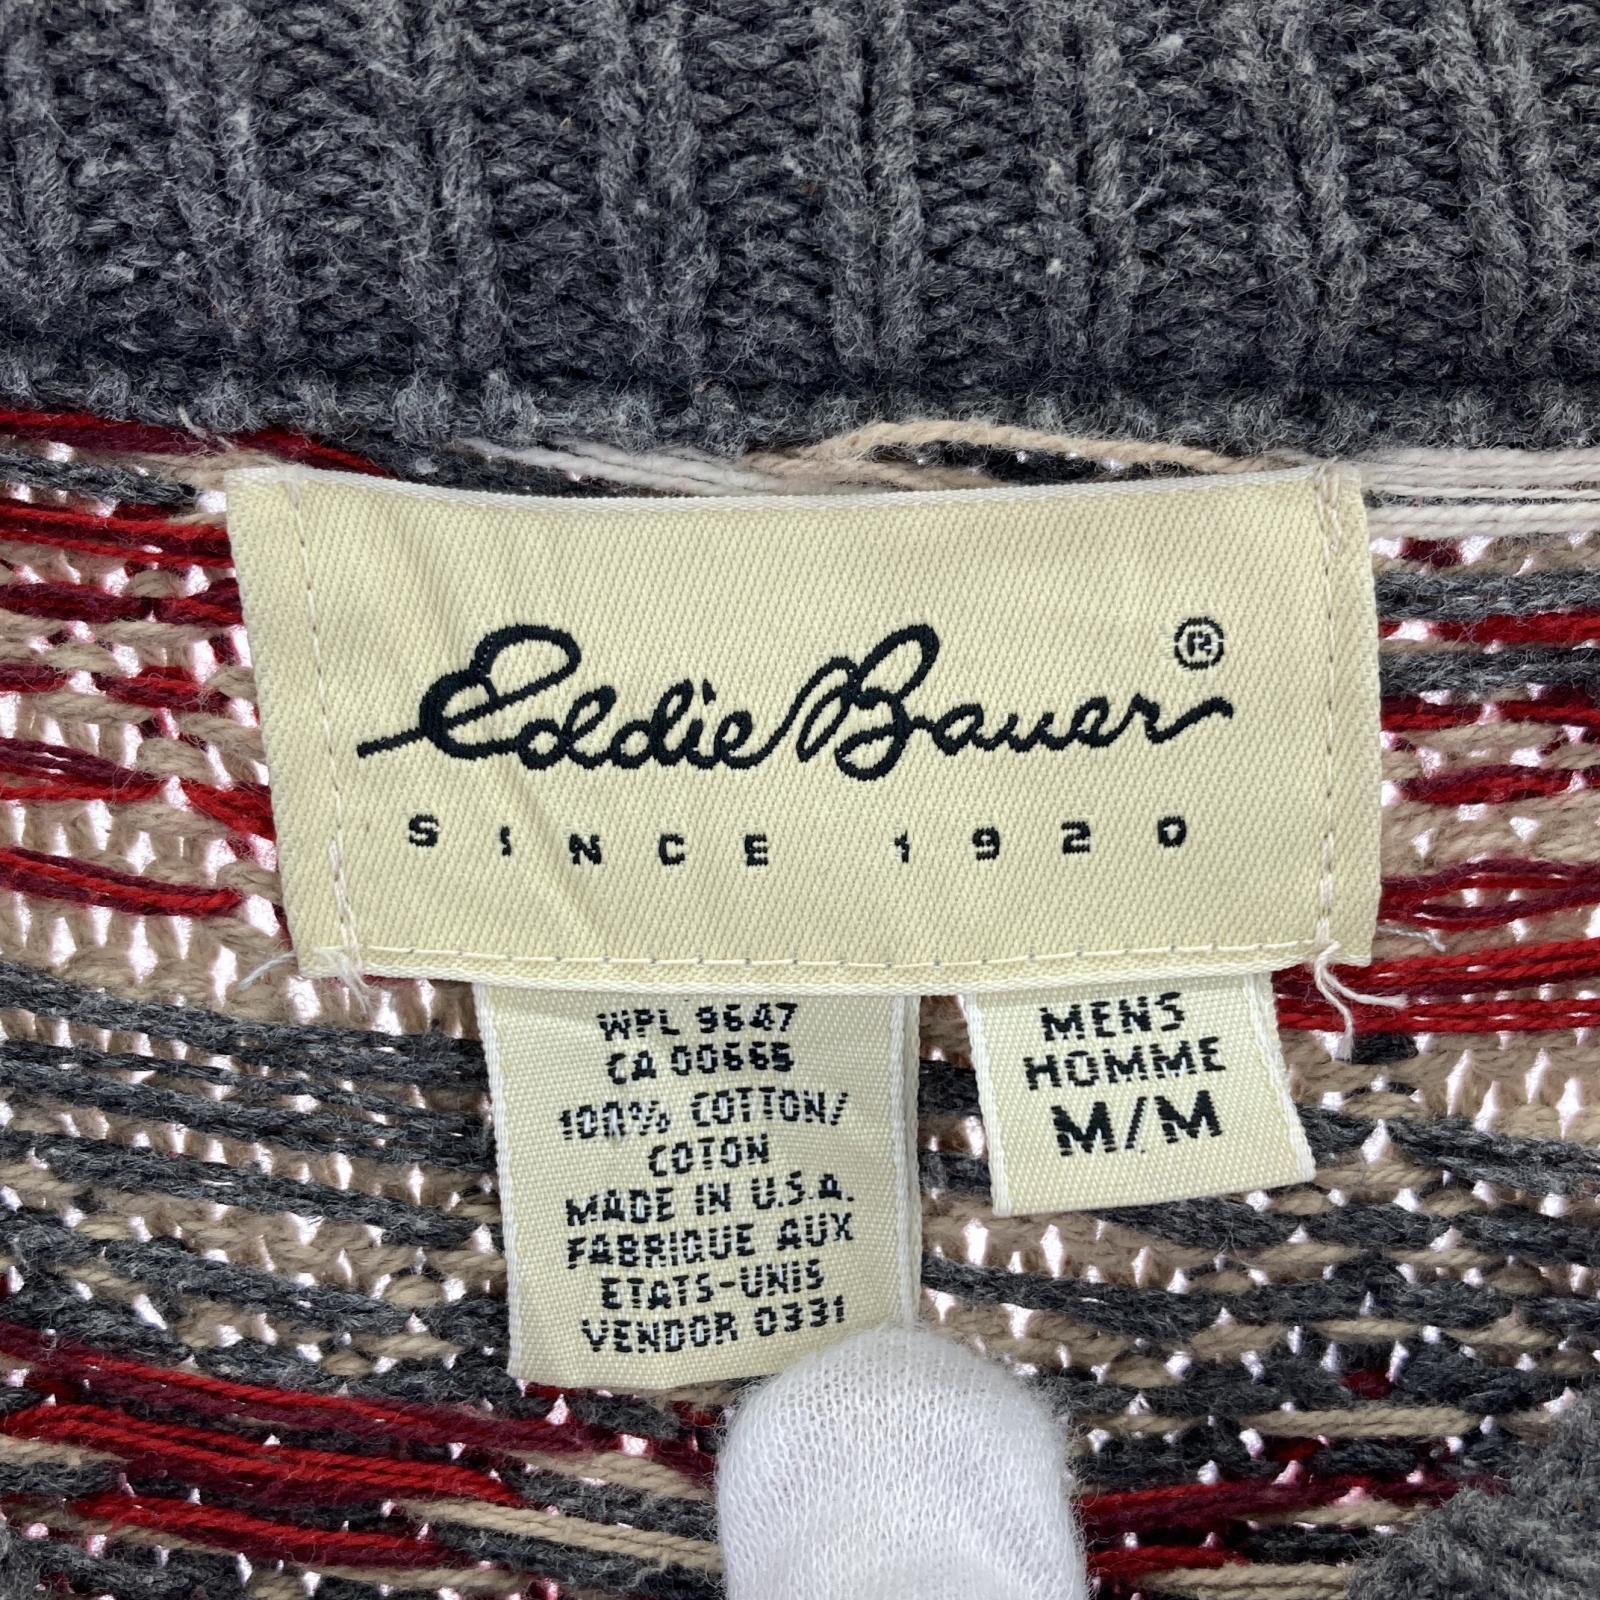 Eddie Bauer®
SINCE 1920
WPL 9647
CA 00665
100% COTTON/
COTON
MADE IN U.S.A.
FABRIQUE AUX
ETATS-UNIS
VENDOR 0331
MENS
HOMME
M/M